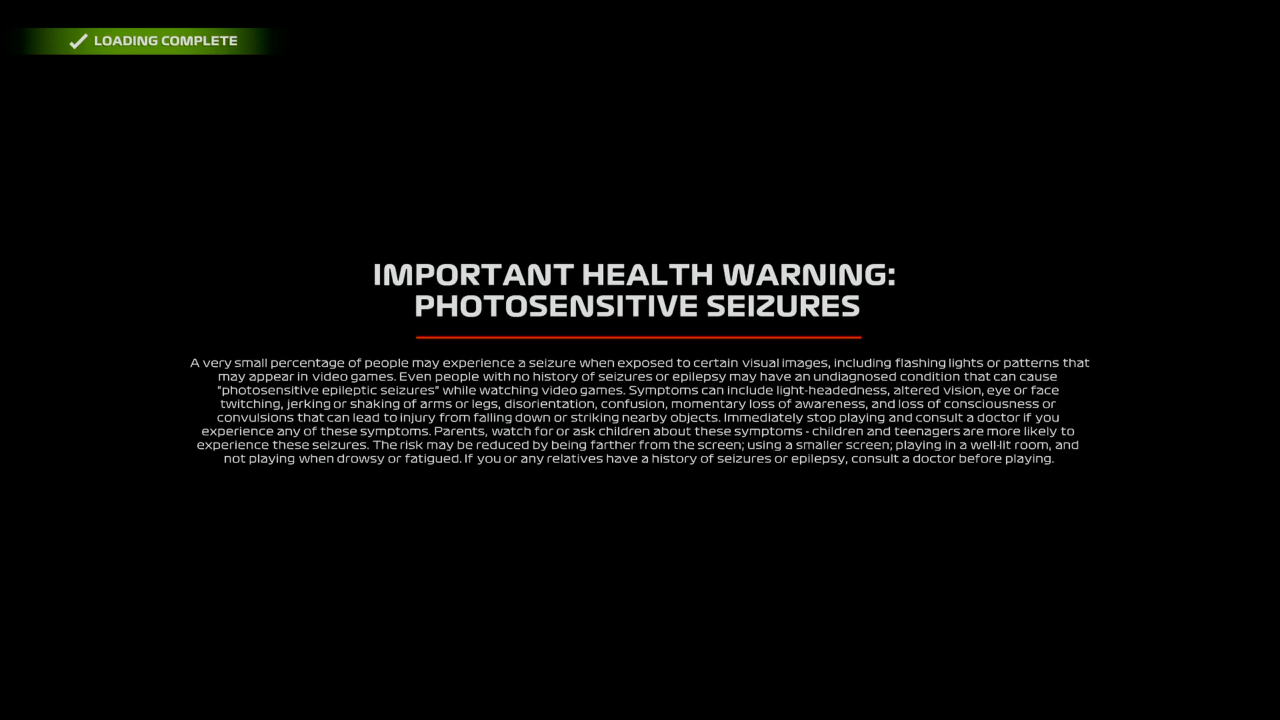 LOADING COMPLETE
IMPORTANT HEALTH WARNING:
PHOTOSENSITIVE SEIZURES
A very small percentage of people may experience a seizure when exposed to certain visual images, including flashing lights or patterns that
may appear in video games. Even people with no history of seizures or epilepsy may have an undiagnosed condition that can cause
"photosensitive epileptic seizures" while watching video games. Symptoms can include light-headedness, altered vision, eye or face
twitching, jerking or shaking of arms or legs, disorientation, confusion, momentary loss of awareness, and loss of consciousness or
convulsions that can lead to injury from falling down or striking nearby objects. Immediately stop playing and consult a doctor if you
experience any of these symptoms. Parents, watch for or ask children about these symptoms - children and teenagers are more likely to
experience these seizures. The risk may be reduced by being farther from the screen; using a smaller screen; playing in a well-lit room, and
not playing when drowsy or fatigued. If you or any relatives have a history of seizures or epilepsy, consult a doctor before playing.